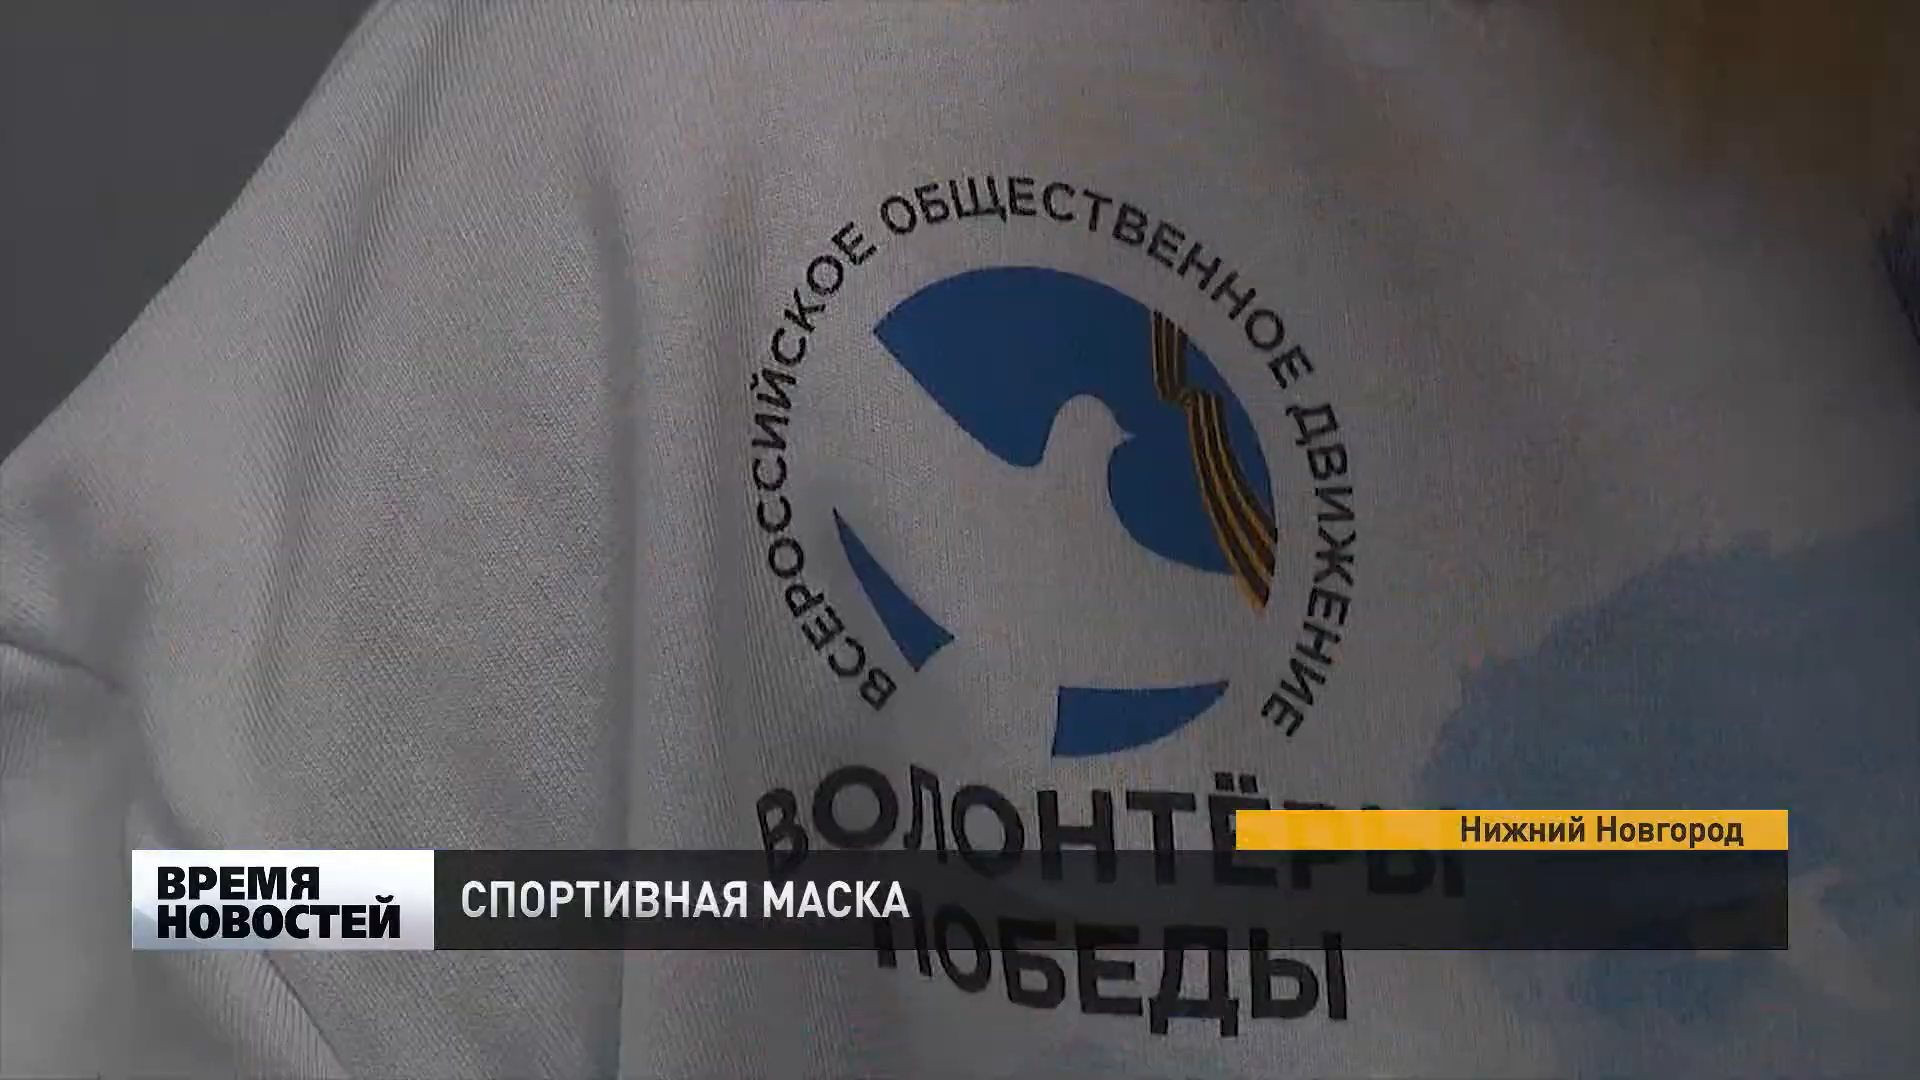 ВСЕРОССИЙСКОЕ ОБЩЕСТВЕННОЕ ДВИЖЕНИЕ
ВОЛОНТЁРЫ
ПОБЕДЫ
Нижний Новгород
ВРЕМЯ
НОВОСТЕЙ
СПОРТИВНАЯ МАСКА